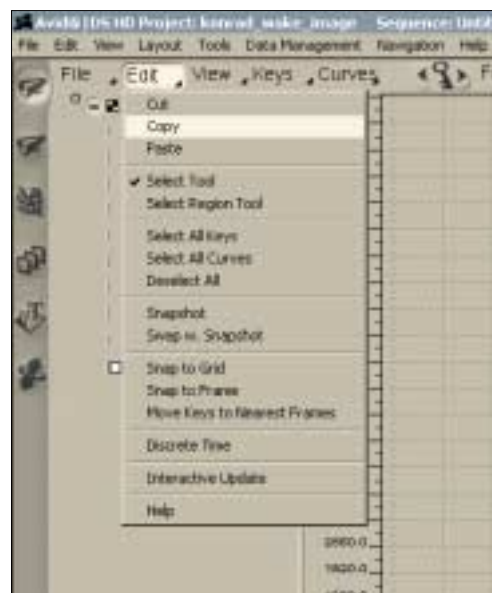 Avid® | DS HD Project: konrad_wake_image Sequence: Untit
File Edit View Layout Tools Data Management Navigation Help
File Edit View Keys Curves F
Cut
Copy
Paste
Select Tool
Select Region Tool
Select All Keys
Select All Curves
Deselect All
Snapshot
Swap w. Snapshot
Snap to Grid
Snap to Frame
Move Keys to Nearest Frames
Discrete Time
Interactive Update
Help